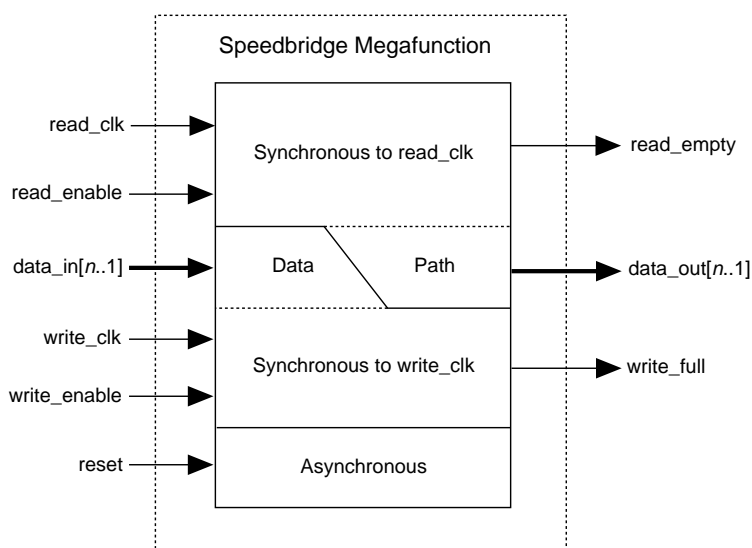 Speedbridge Megafunction
read_clk
Synchronous to read_clk
read_empty
read_enable
data_in[n..1]
Data
Path
data_out[n..1]
write_clk
Synchronous to write_clk
write_full
write_enable
reset
Asynchronous